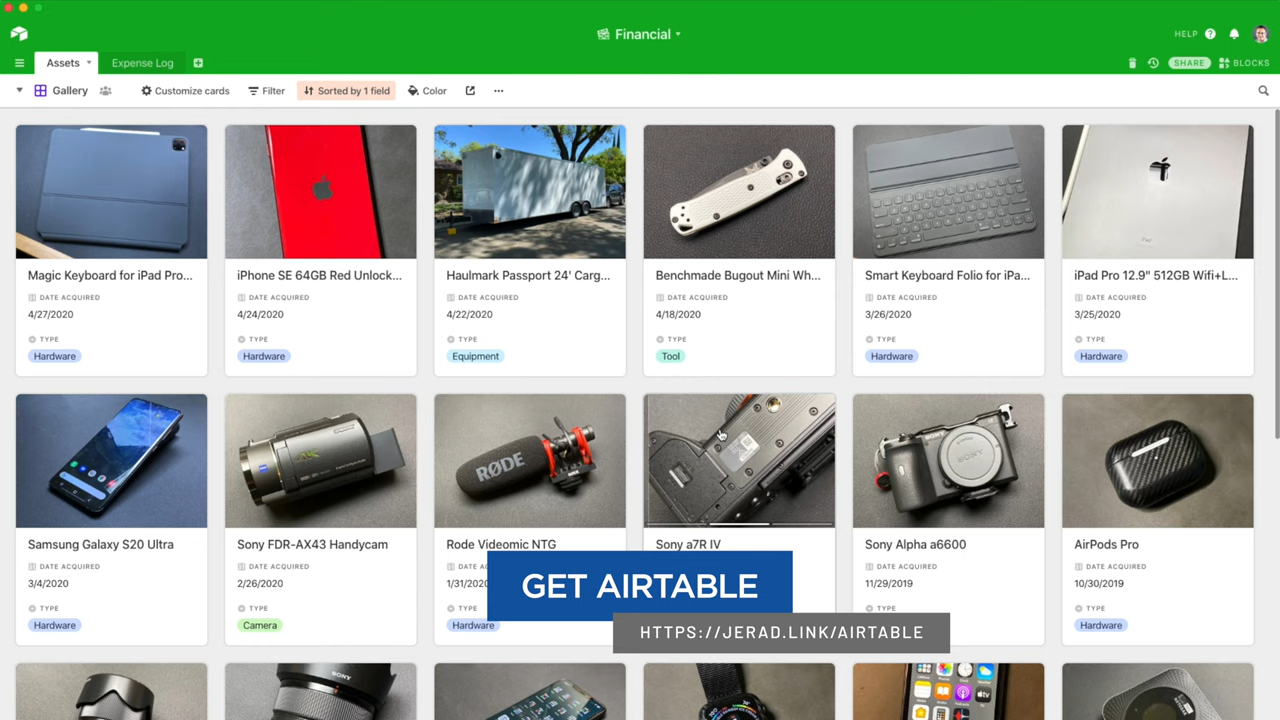 Financial
HELP
Assets
Expense Log
SHARE
BLOCKS
Gallery
Customize cards
Filter
Sorted by 1 field
Color
Magic Keyboard for iPad Pro...
DATE ACQUIRED
4/27/2020
TYPE
Hardware
iPhone SE 64GB Red Unlock...
DATE ACQUIRED
4/24/2020
TYPE
Hardware
Haulmark Passport 24' Carg...
DATE ACQUIRED
4/22/2020
TYPE
Equipment
Benchmade Bugout Mini Wh...
DATE ACQUIRED
4/18/2020
TYPE
Tool
Smart Keyboard Folio for iPa...
DATE ACQUIRED
3/26/2020
TYPE
Hardware
iPad Pro 12.9" 512GB Wifi+L...
DATE ACQUIRED
3/25/2020
TYPE
Hardware
Samsung Galaxy S20 Ultra
DATE ACQUIRED
3/4/2020
TYPE
Hardware
4K
Sony FDR-AX43 Handycam
DATE ACQUIRED
2/26/2020
TYPE
Camera
RØDE
Rode Videomic NTG
1/31/202
TYPE
Hardware
Sony a7R IV
SONY
Sony Alpha a6600
DATE ACQUIRED
11/29/2019
TYPE
AirPods Pro
DATE ACQUIRED
10/30/2019
TYPE
Hardware
GET AIRTABLE
HTTPS://JERAD.LINK/AIRTABLE
SONY